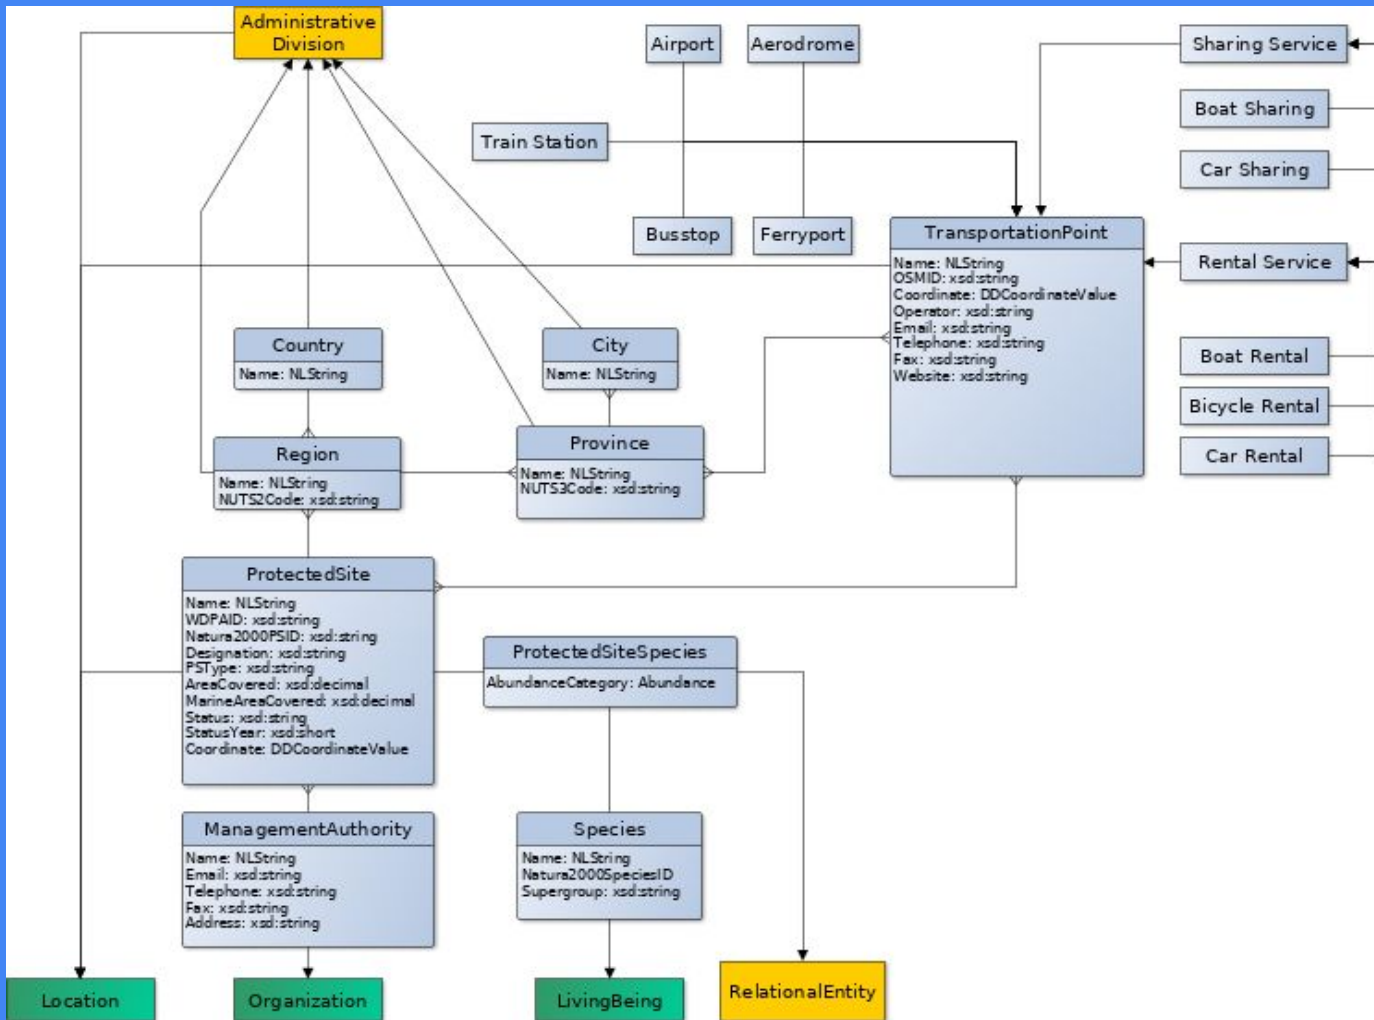 Administrative
Division
Airport
Aerodrome
Sharing Service
Boat Sharing
Train Station
Car Sharing
Busstop
Ferryport
TransportationPoint
Name: NLString
OSMID: xsd:string
Coordinate: DDCoordinateValue
Operator: xsd:string
Email: xsd:string
Telephone: xsd:string
Fax: xsd:string
Website: xsd:string
Rental Service
Boat Rental
Bicycle Rental
Car Rental
Country
Name: NLString
City
Name: NLString
Region
Name: NLString
NUTS2Code: xsd:string
Province
Name: NLString
NUTS3Code: xsd:string
ProtectedSite
Name: NLString
WDPAID: xsd:string
Natura2000PSID: xsd:string
Designation: xsd:string
PSType: xsd:string
AreaCovered: xsd:decimal
MarineAreaCovered: xsd:decimal
Status: xsd:string
StatusYear: xsd:short
Coordinate: DDCoordinateValue
ProtectedSiteSpecies
AbundanceCategory: Abundance
ManagementAuthority
Name: NLString
Email: xsd:string
Telephone: xsd:string
Fax: xsd:string
Address: xsd:string
Species
Name: NLString
Natura2000SpeciesID
Supergroup: xsd:string
Location
Organization
LivingBeing
RelationalEntity